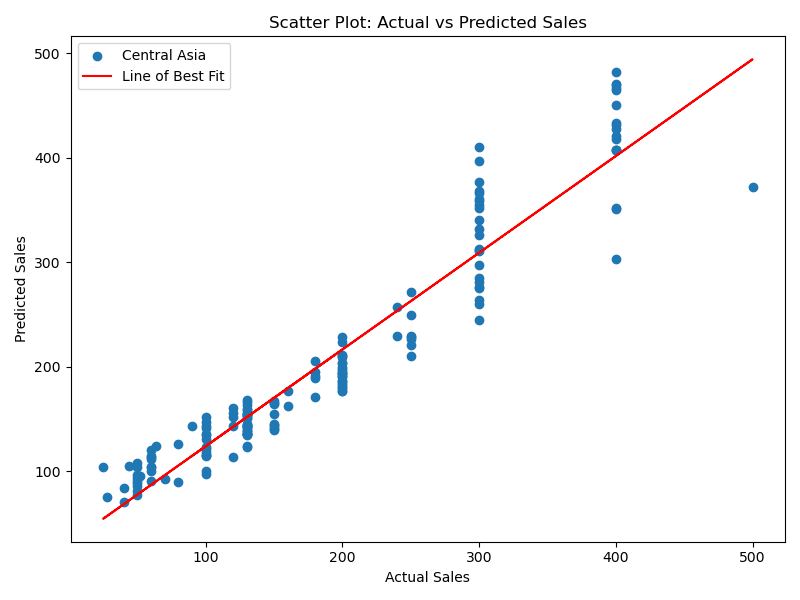 Scatter Plot: Actual vs Predicted Sales
Central Asia
Line of Best Fit
500
400
300
200
100
Predicted Sales
100 200 300 400 500
Actual Sales